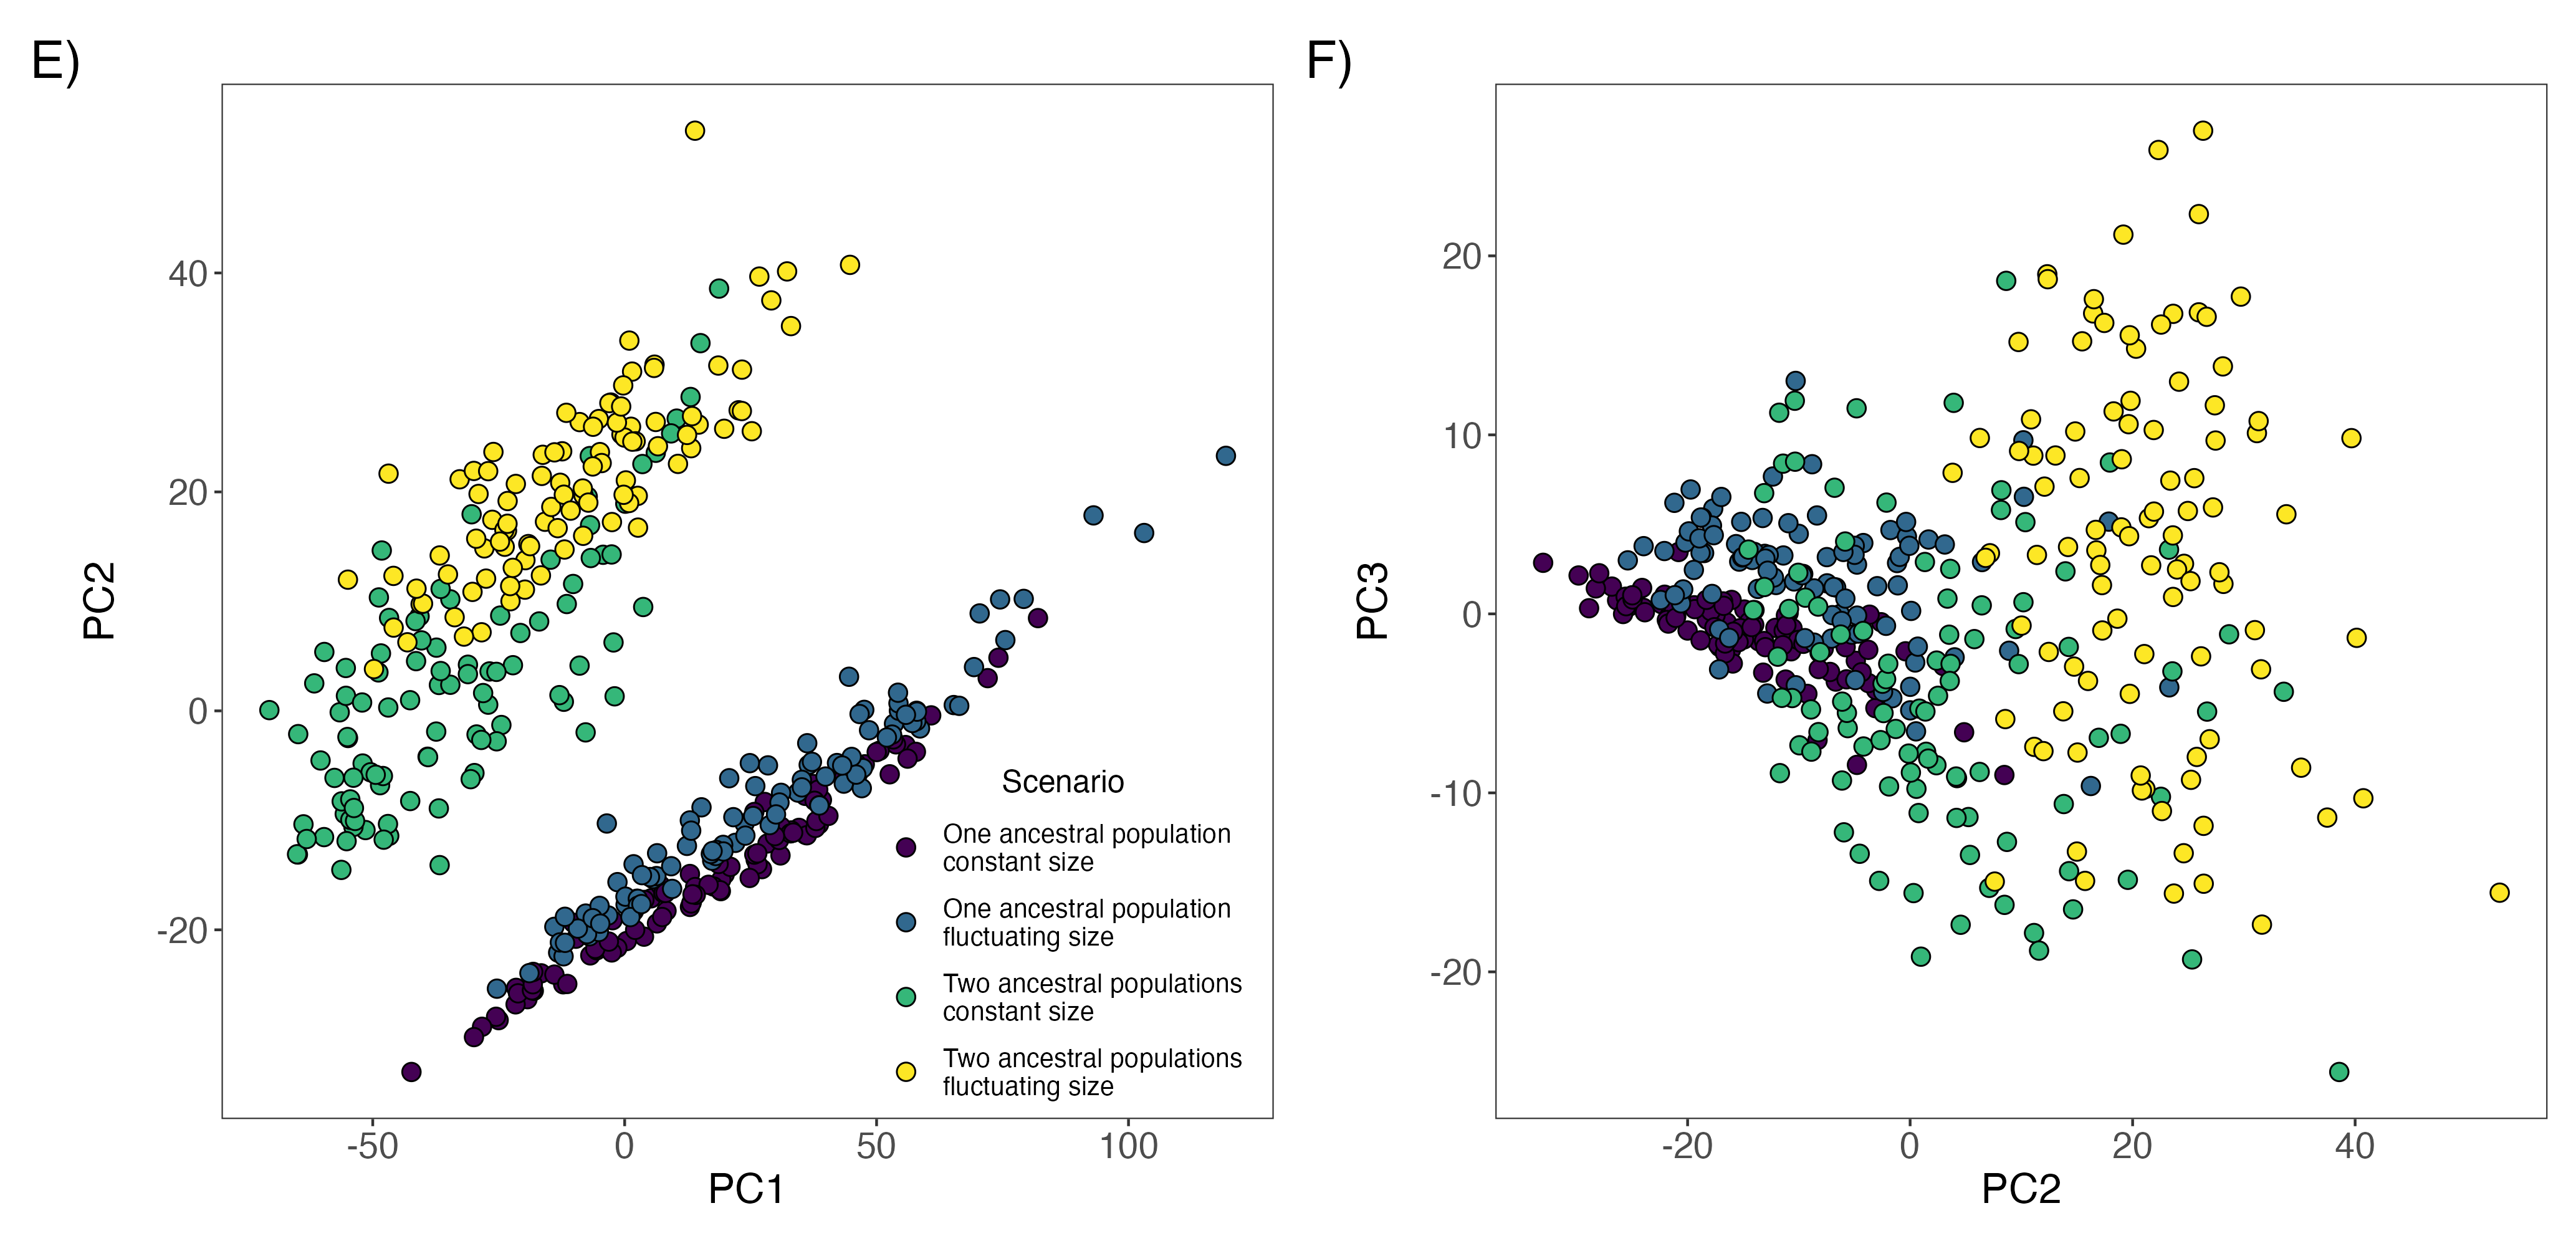 E)
PC2
40
20
0
-20
-50
0
50
100
PC1
Scenario
One ancestral population
constant size
One ancestral population
fluctuating size
Two ancestral populations
constant size
Two ancestral populations
fluctuating size
F)
PC3
20
10
0
-10
-20
-20
0
20
40
PC2